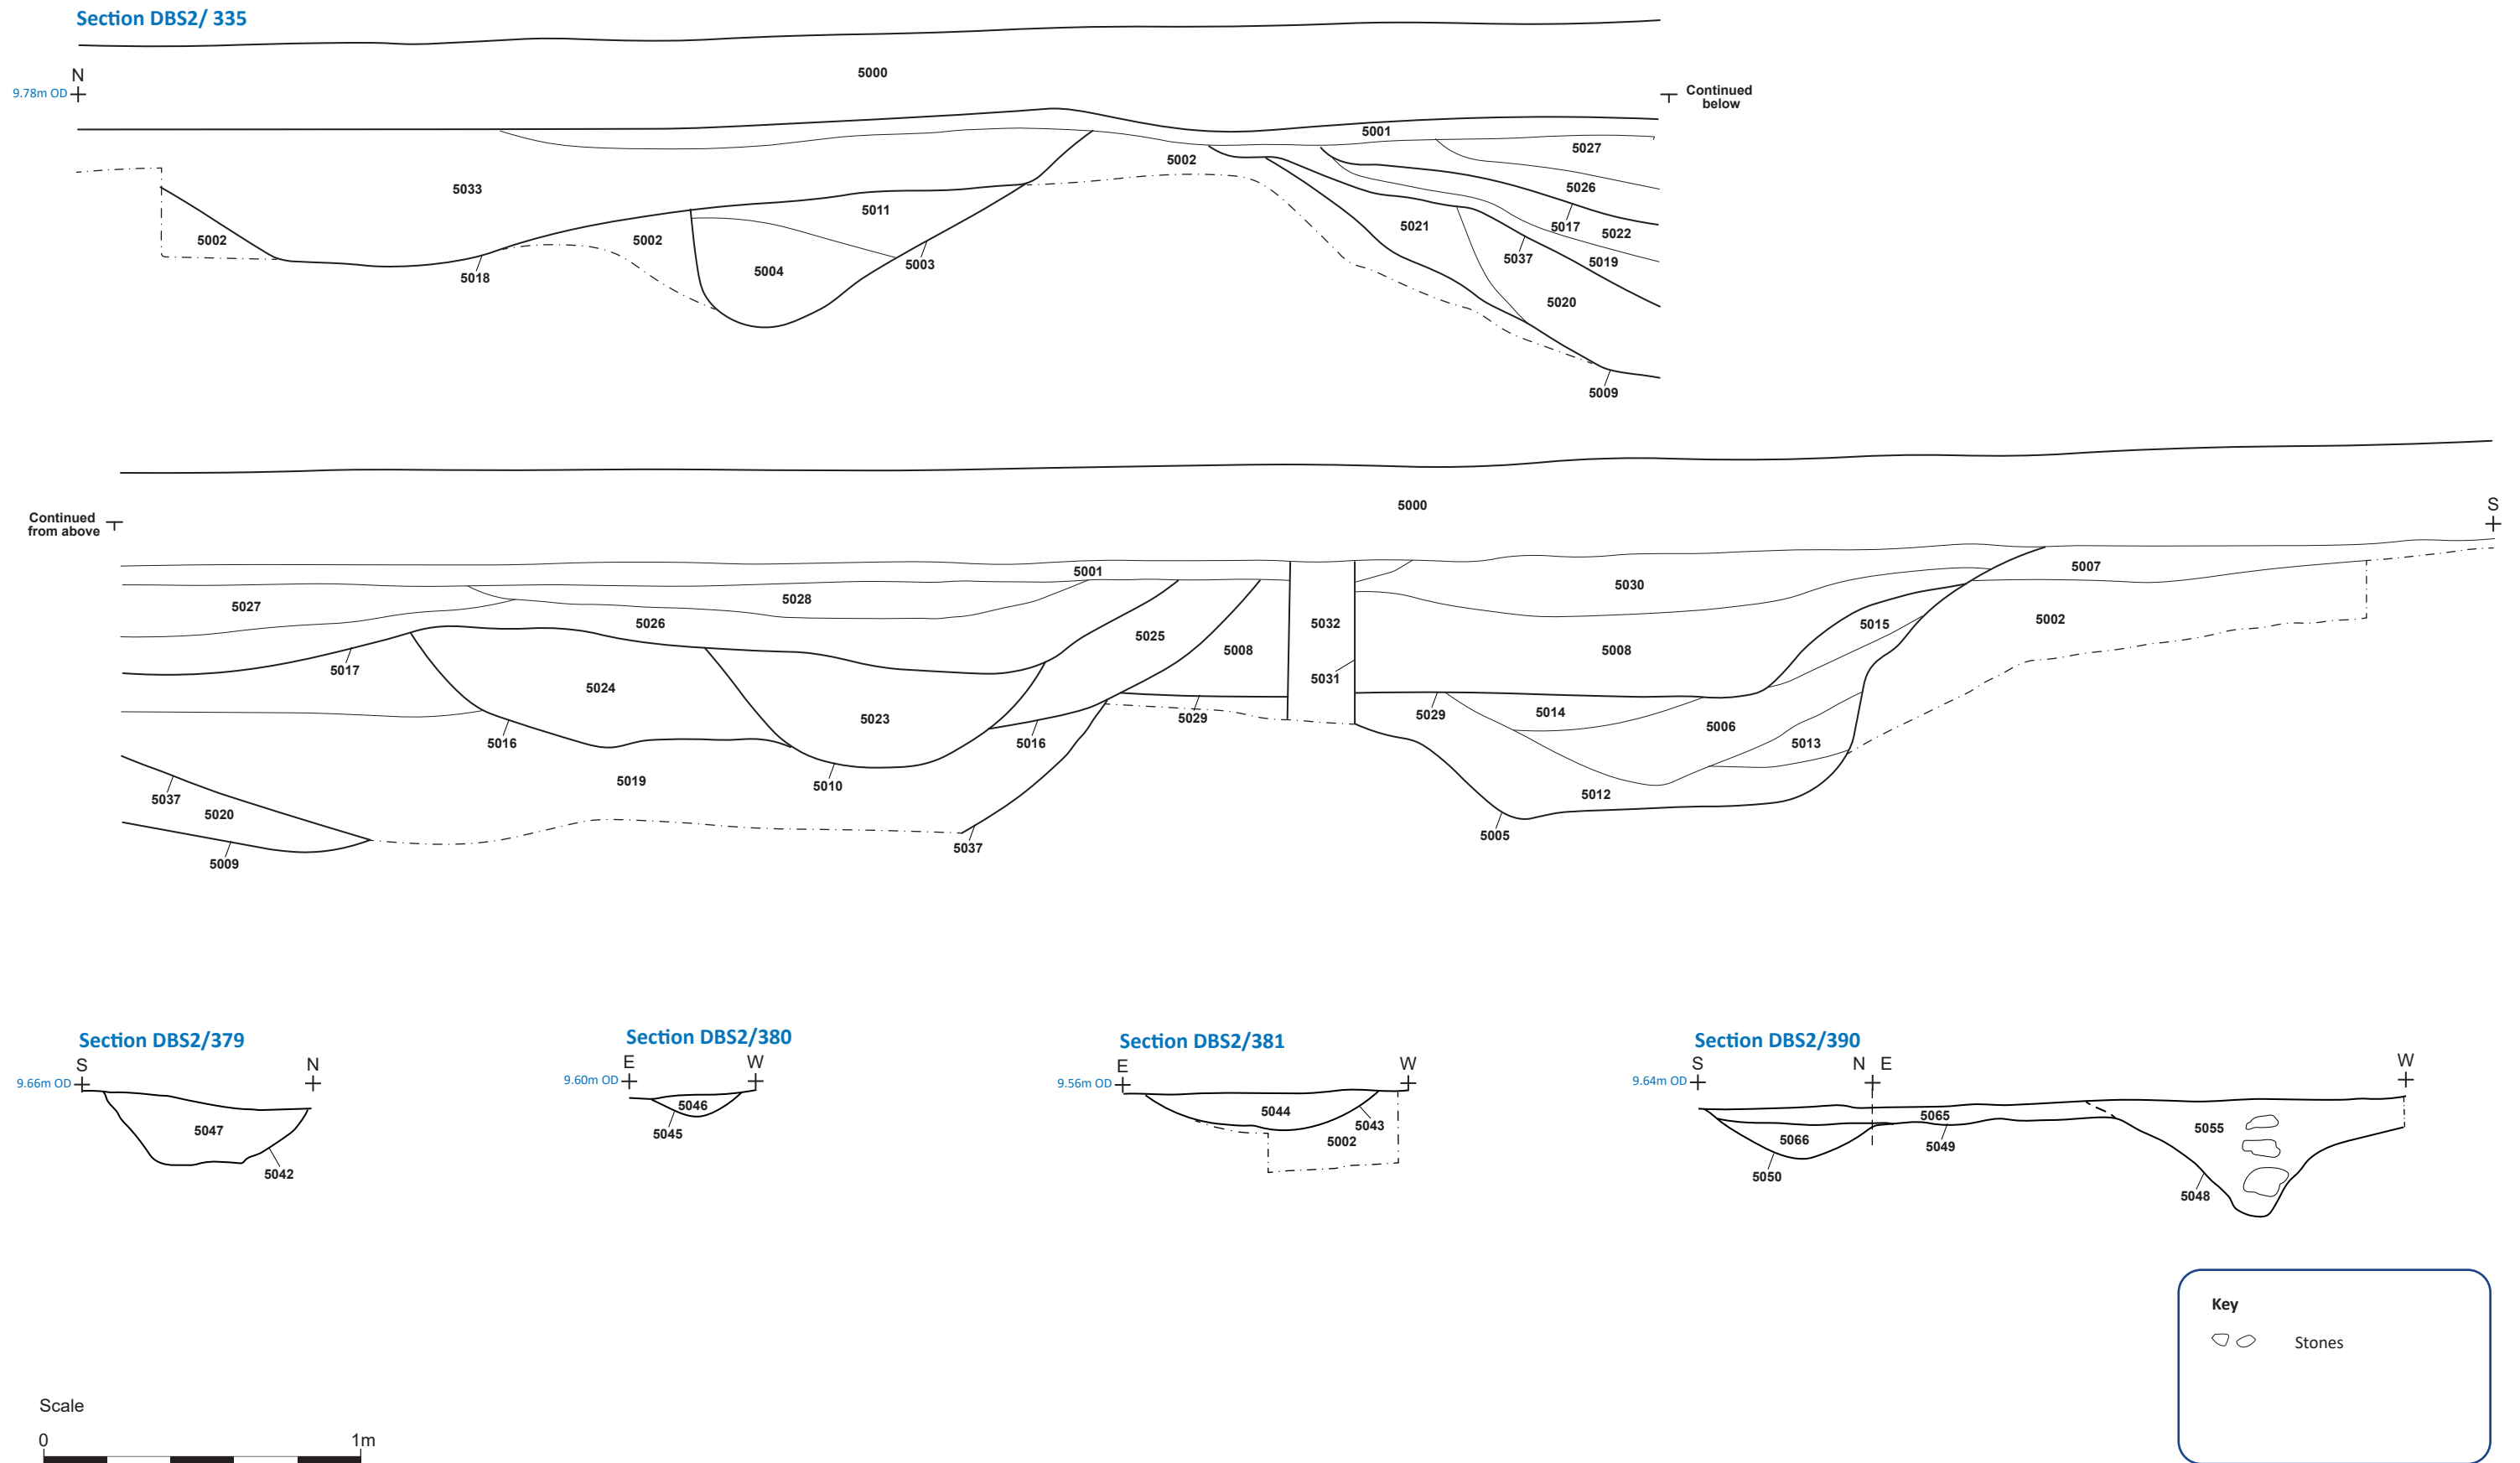 Section DBS2/ 335
N
5000
9.78m OD
Continued
below
5001
5027
5002
5033
5026
5011
5021
5017
5022
5002
5002
5004
5003
5037
5019
5018
5020
5009
5000
S
Continued
from above
5001
5007
5030
5028
5027
5026
5032
5015
5002
5025
5008
5008
5017
5031
5024
5023
5029
5029
5014
5006
5016
5016
5013
5019
5010
5037
5020
5012
5005
5037
5009
Section DBS2/379
S
N
9.66m OD
5047
5042
Section DBS2/380
E
W
9.60m OD
5046
5045
Section DBS2/381
E
W
9.56m OD
5044
5043
5002
Section DBS2/390
S
N
E
W
9.64m OD
5065
5055
5066
5049
5050
5048
Key
Stones
Scale
0
1m